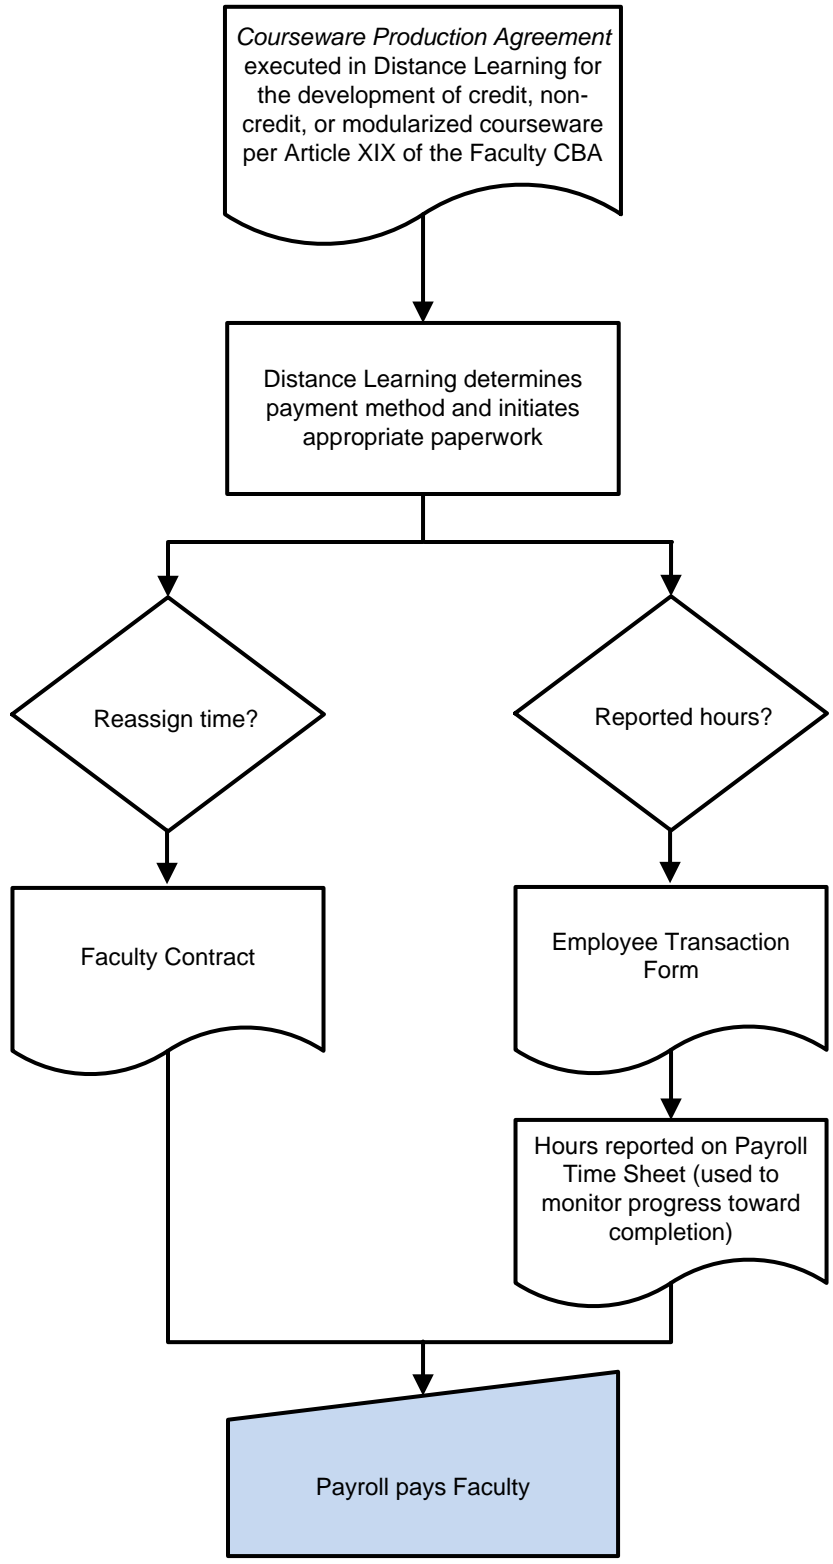 Courseware Production Agreement
executed in Distance Learning for
the development of credit, non-
credit, or modularized courseware
per Article XIX of the Faculty CBA
Distance Learning determines
payment method and initiates
appropriate paperwork
Reassign time?
Reported hours?
Faculty Contract
Employee Transaction
Form
Hours reported on Payroll
Time Sheet (used to
monitor progress toward
completion)
Payroll pays Faculty